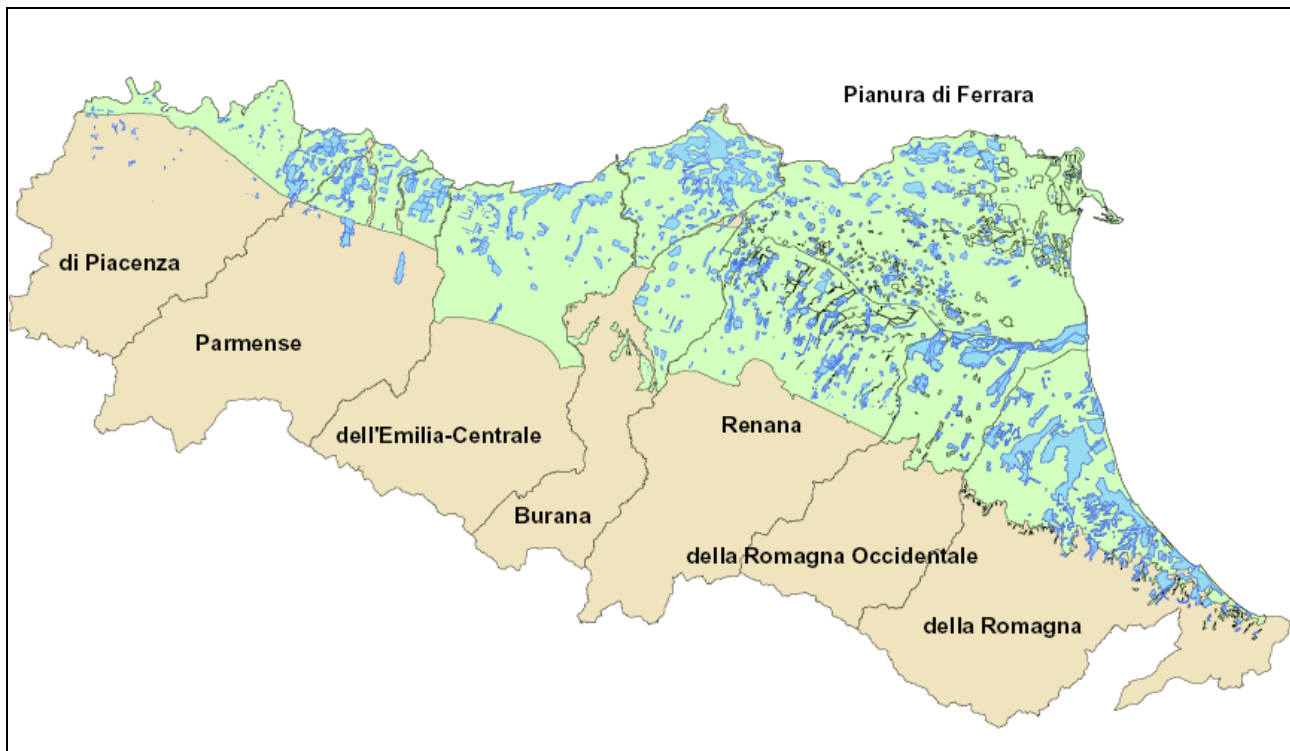 Pianura di Ferrara
di Piacenza
Parmense
dell'Emilia-Centrale
Renana
Burana
della Romagna Occidentale
della Romagna